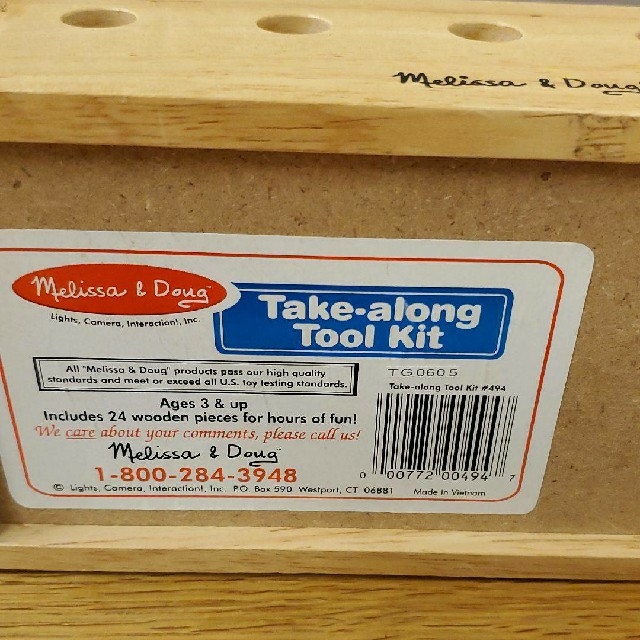 Melissa & Doug
Melissa & Doug
Lights, Camera, Interaction!, Inc.
Take-along
Tool Kit
All "Melissa & Doug" products pass our high quality
standards and meet or exceed all U.S. toy testing standards.
TG0605
Take-along Tool Kit #494
Ages 3 & up
Includes 24 wooden pieces for hours of fun!
We care about your comments, please call us!
Melissa & Doug
1-800-284-3948
0 00772 00494 7
© Lights, Camera, Interaction!, Inc. PO Box 590 Westport, CT 06881
Made in Vietnam